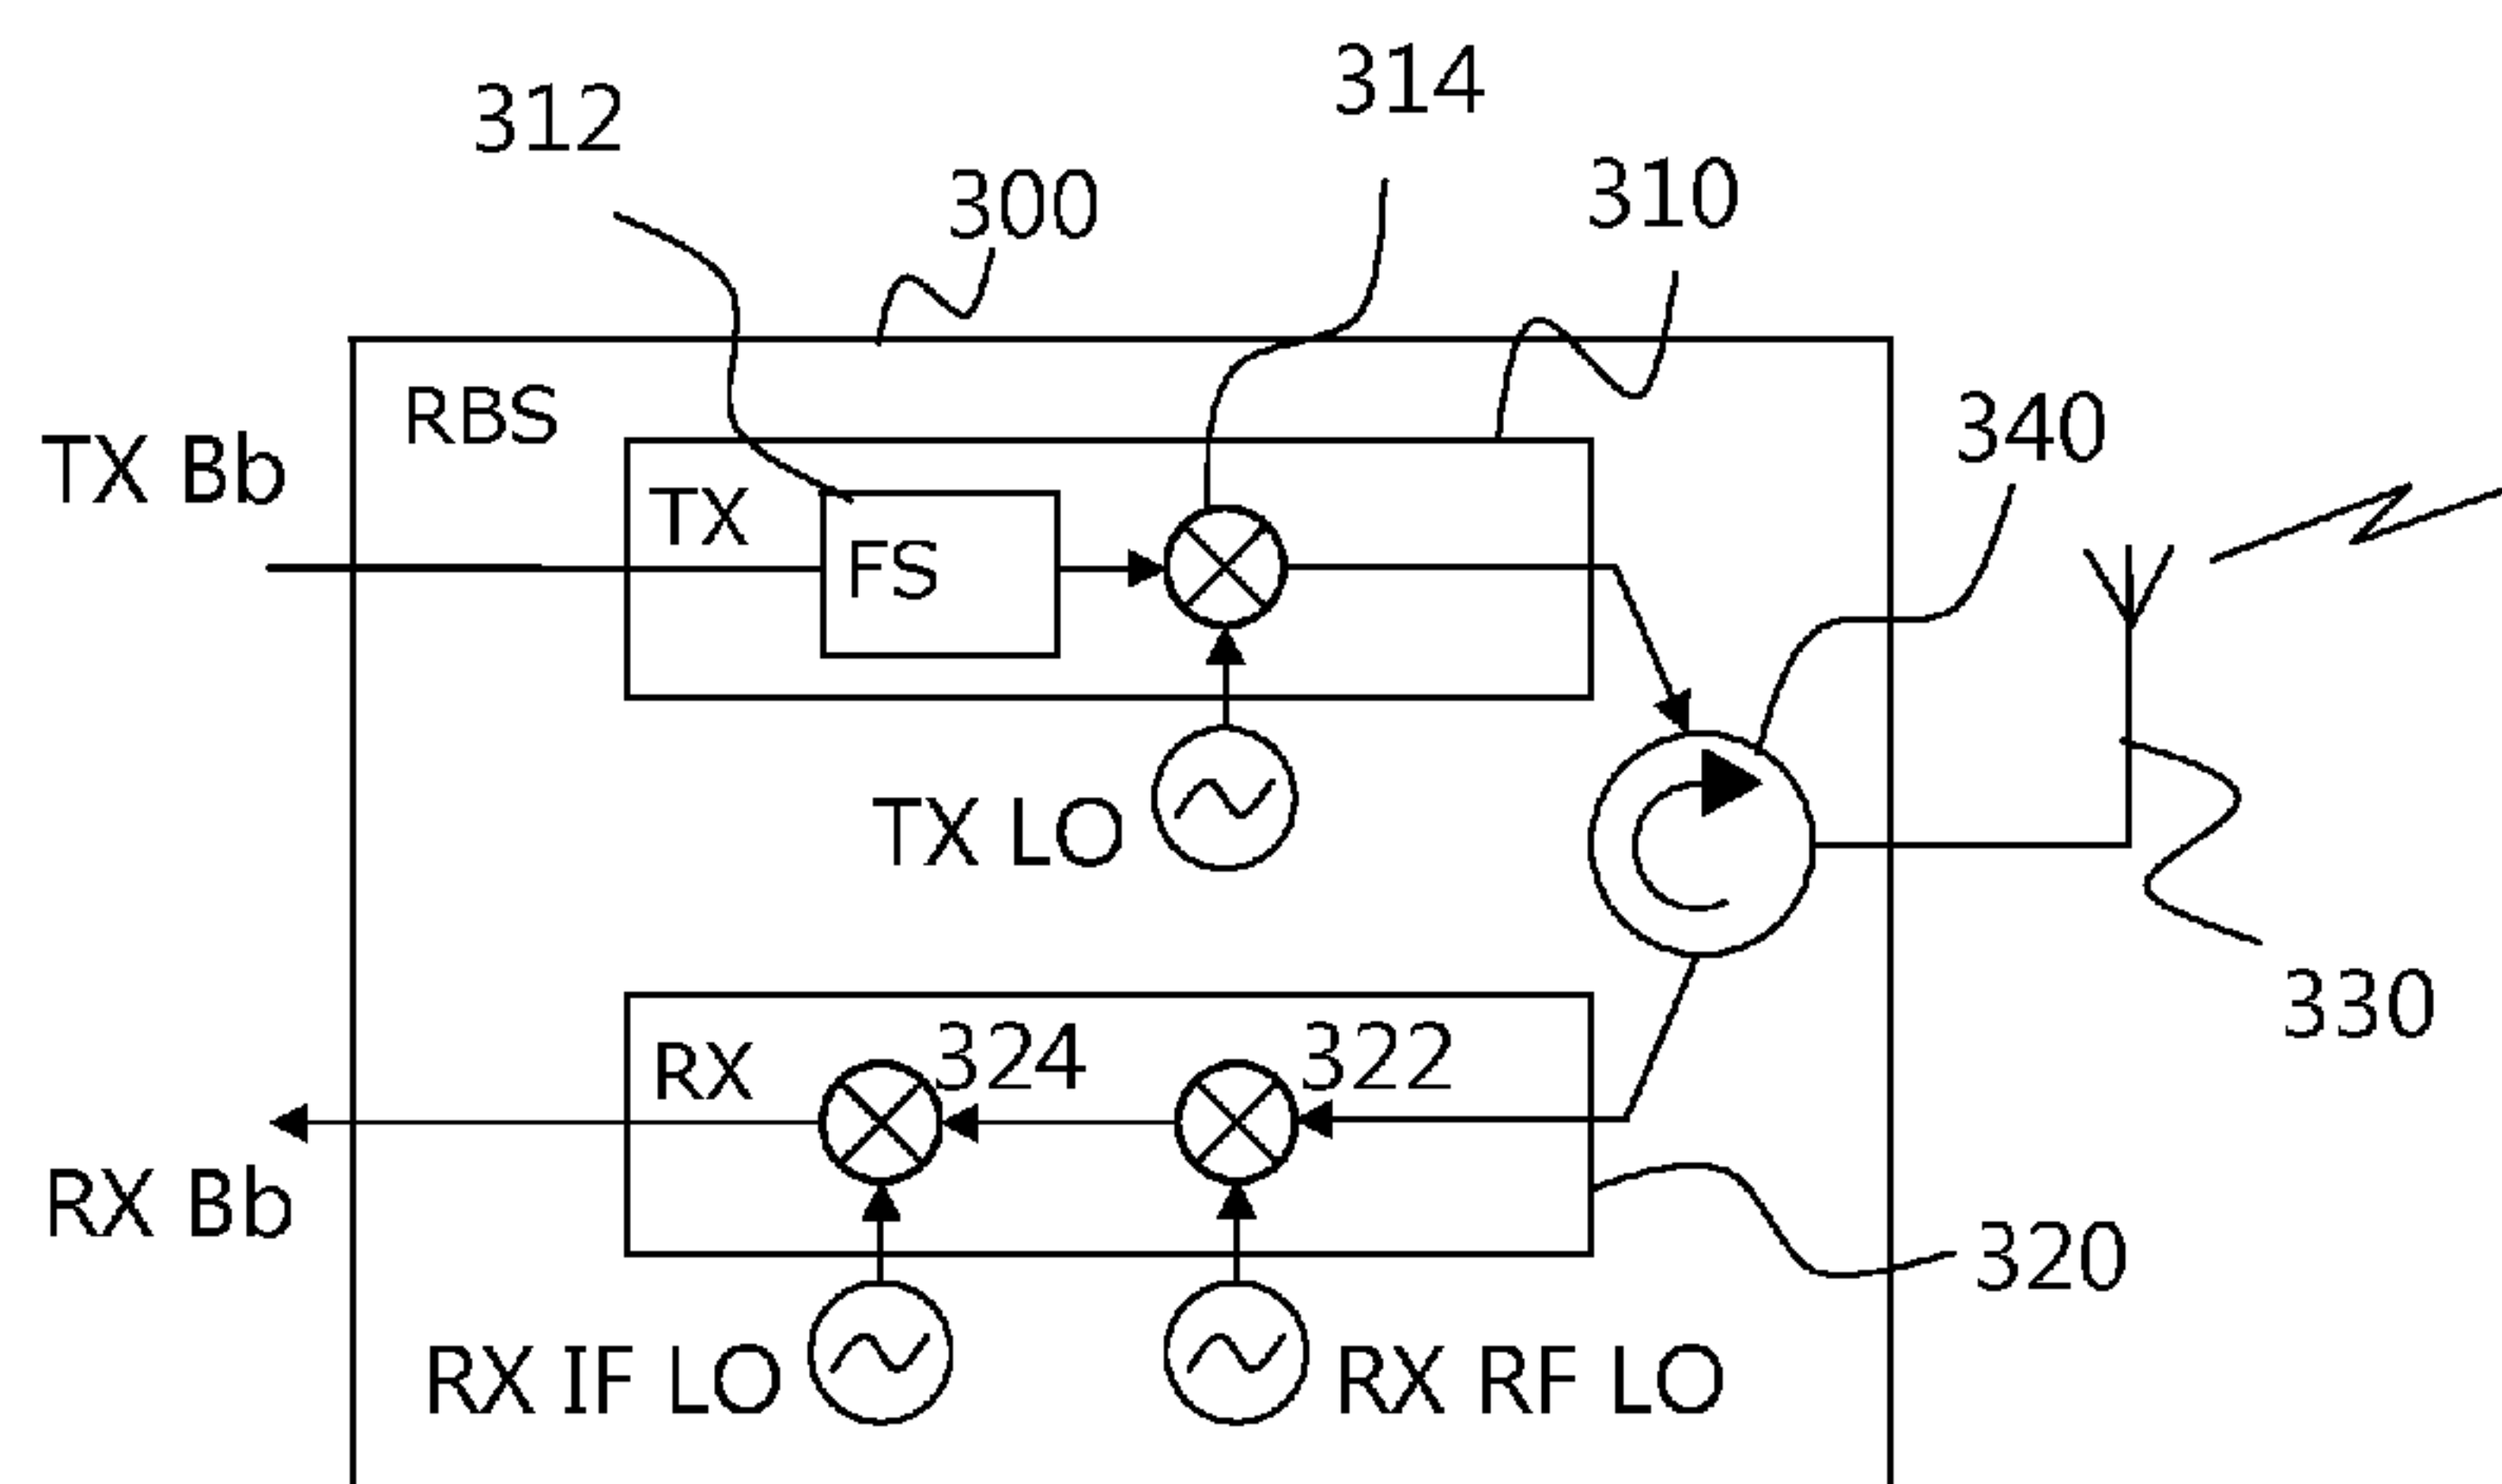 314
312
310
300
RBS
340
TX Bb
TX
FS
TX LO
330
324
322
RX
RX Bb
320
RX IF LO
RX RF LO